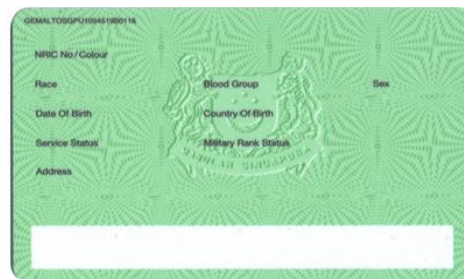 NRIC No/Colour
Race Blood Group Sex
Date Of Birth Country Of Birth
Service Status Military Rank Status
Address